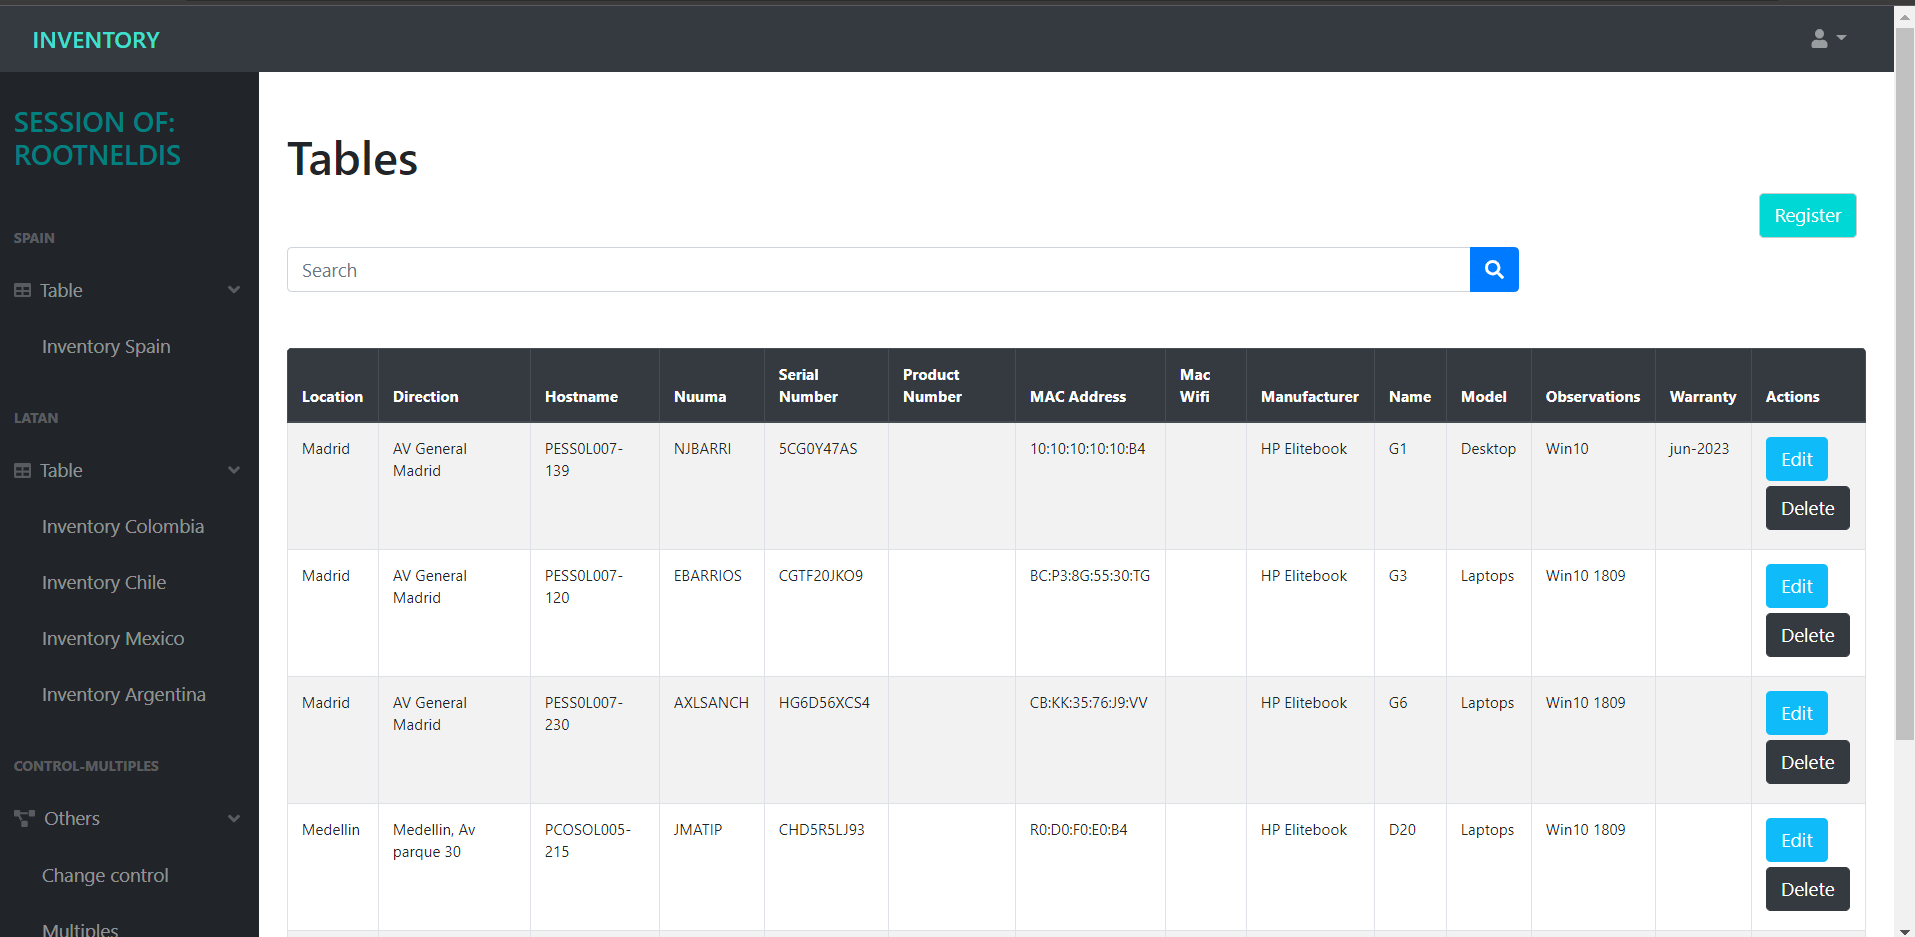 INVENTORY
SESSION OF:
ROOTNELDIS
SPAIN
Table
Inventory Spain
LATAN
Table
Inventory Colombia
Inventory Chile
Inventory Mexico
Inventory Argentina
CONTROL-MULTIPLES
Others
Change control
Multiples
Tables
Register
Search
Location Direction Hostname Nuuma Serial Number Product Number MAC Address Mac Wifi Manufacturer Name Model Observations Warranty Actions
Madrid AV General Madrid PESS0L007-139 NJBARRI 5CG0Y47AS 10:10:10:10:10:B4 HP Elitebook G1 Desktop Win10 jun-2023 Edit Delete
Madrid AV General Madrid PESS0L007-120 EBARRIOS CGTF20JKO9 BC:P3:8G:55:30:TG HP Elitebook G3 Laptops Win10 1809 Edit Delete
Madrid AV General Madrid PESS0L007-230 AXLSANCH HG6D56XCS4 CB:KK:35:76:J9:VV HP Elitebook G6 Laptops Win10 1809 Edit Delete
Medellin Medellin, Av parque 30 PCOSOL005-215 JMATIP CHD5R5LJ93 R0:D0:F0:E0:B4 HP Elitebook D20 Laptops Win10 1809 Edit Delete